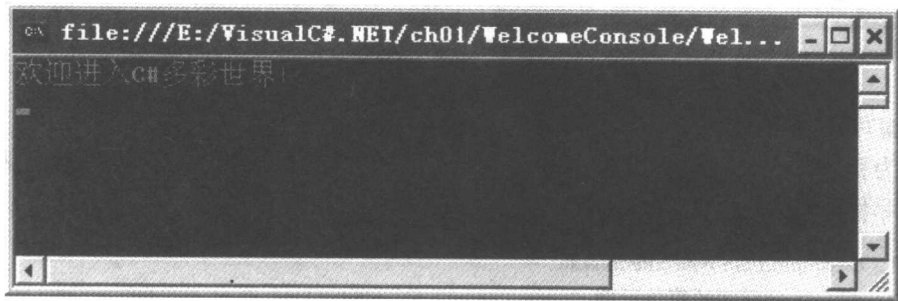 C:\ file:///E:/VisualC#.NET/ch01/WelcomeConsole/Wel...
欢迎进入C#多彩世界!